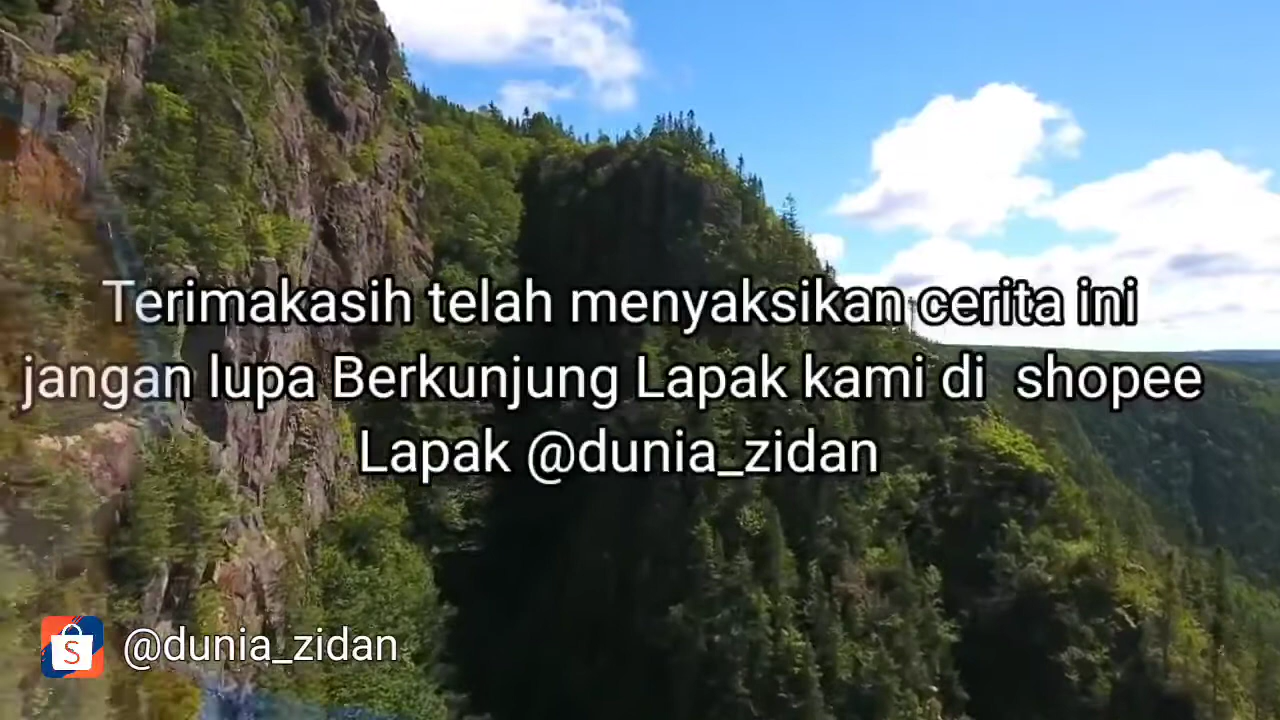 Terimakasih telah menyaksikan cerita ini
jangan lupa Berkunjung Lapak kami di  shopee
Lapak @dunia_zidan
S
@dunia_zidan